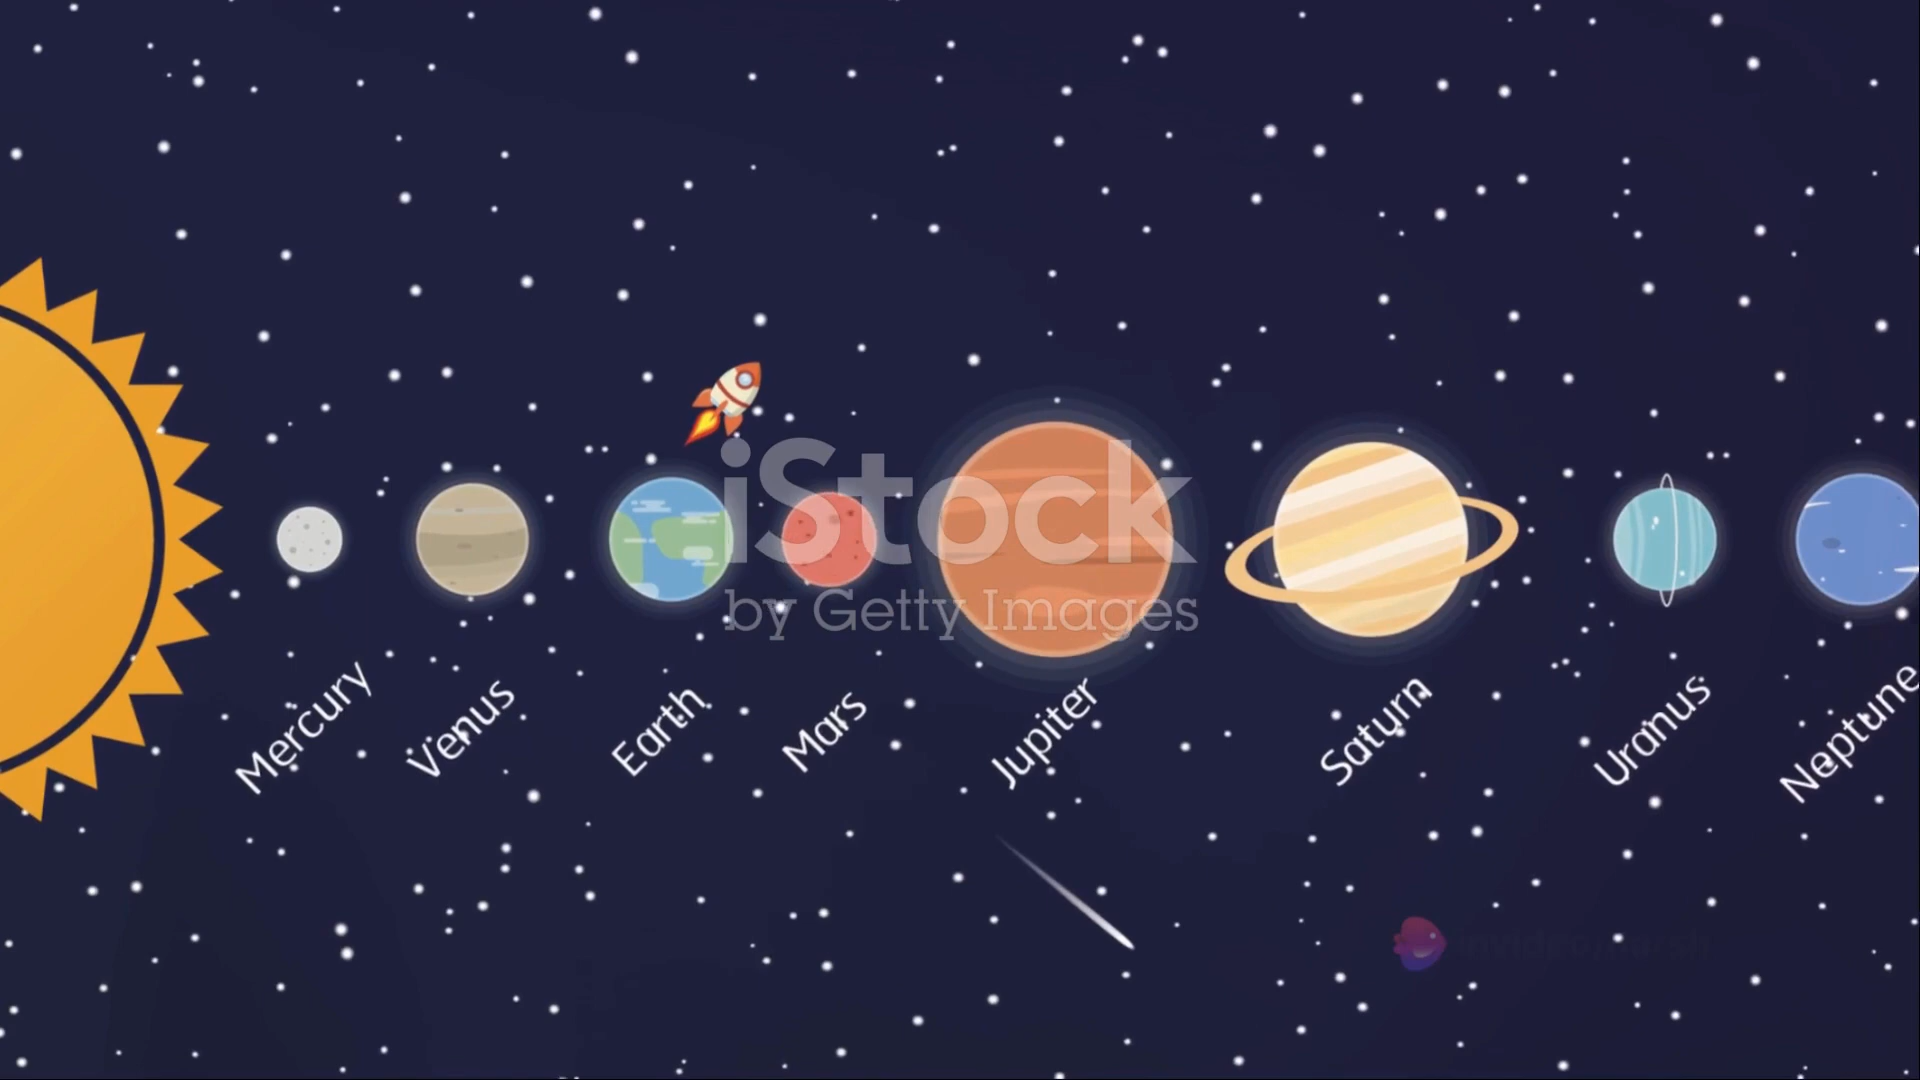 iStock
by Getty Images
Mercury
Venus
Earth
Mars
Jupiter
Saturn
Uranus
Neptune